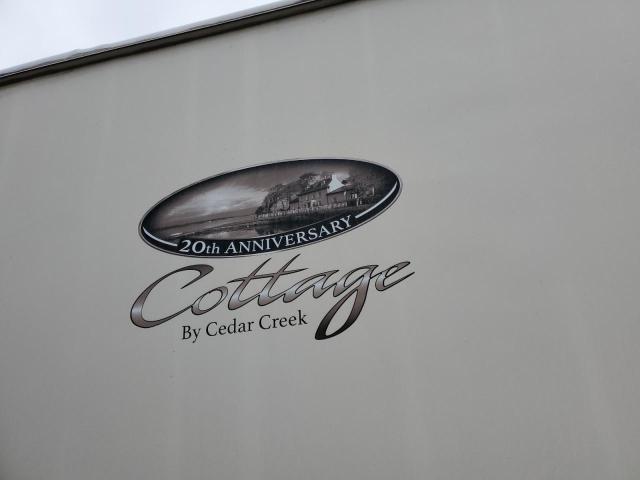 20th ANNIVERSARY
Cottage
By Cedar Creek